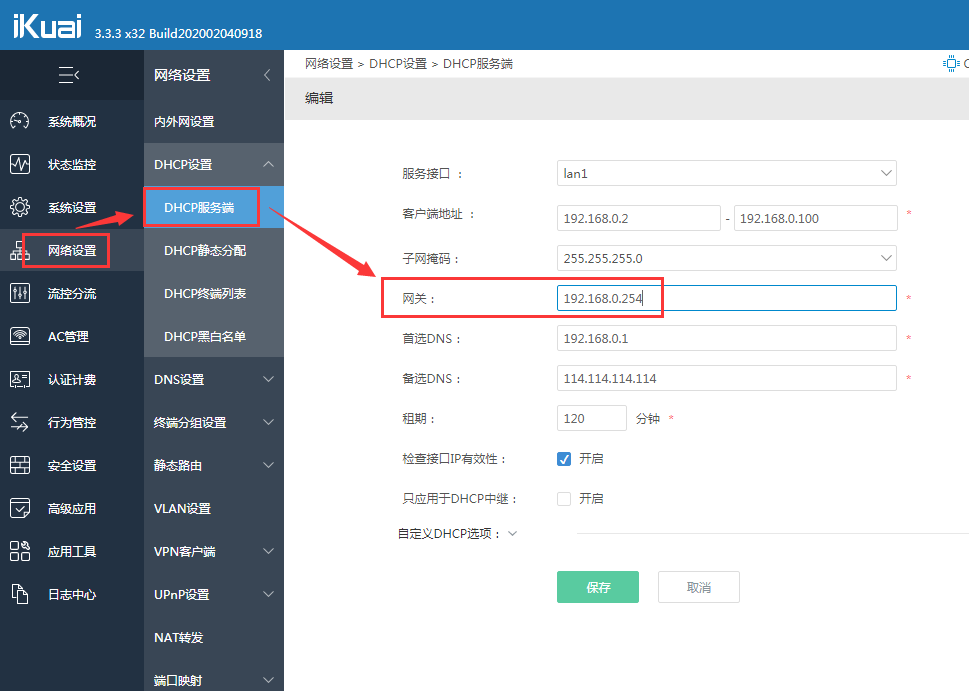 iKuai 3.3.3 x32 Build202002040918
网络设置
内外网设置
DHCP设置
DHCP服务端
DHCP静态分配
DHCP终端列表
DHCP黑白名单
DNS设置
终端分组设置
静态路由
VLAN设置
VPN客户端
UPnP设置
NAT转发
端口映射
系统概况
状态监控
系统设置
网络设置
流控分流
AC管理
认证计费
行为管控
安全设置
高级应用
应用工具
日志中心
网络设置 > DHCP设置 > DHCP服务端
编辑
服务接口 : lan1
客户端地址 : 192.168.0.2 - 192.168.0.100 *
子网掩码 : 255.255.255.0
网关 : 192.168.0.254 *
首选DNS : 192.168.0.1 *
备选DNS : 114.114.114.114 *
租期 : 120 分钟 *
检查接口IP有效性 : 开启
只应用于DHCP中继 : 开启
自定义DHCP选项 :
保存 取消